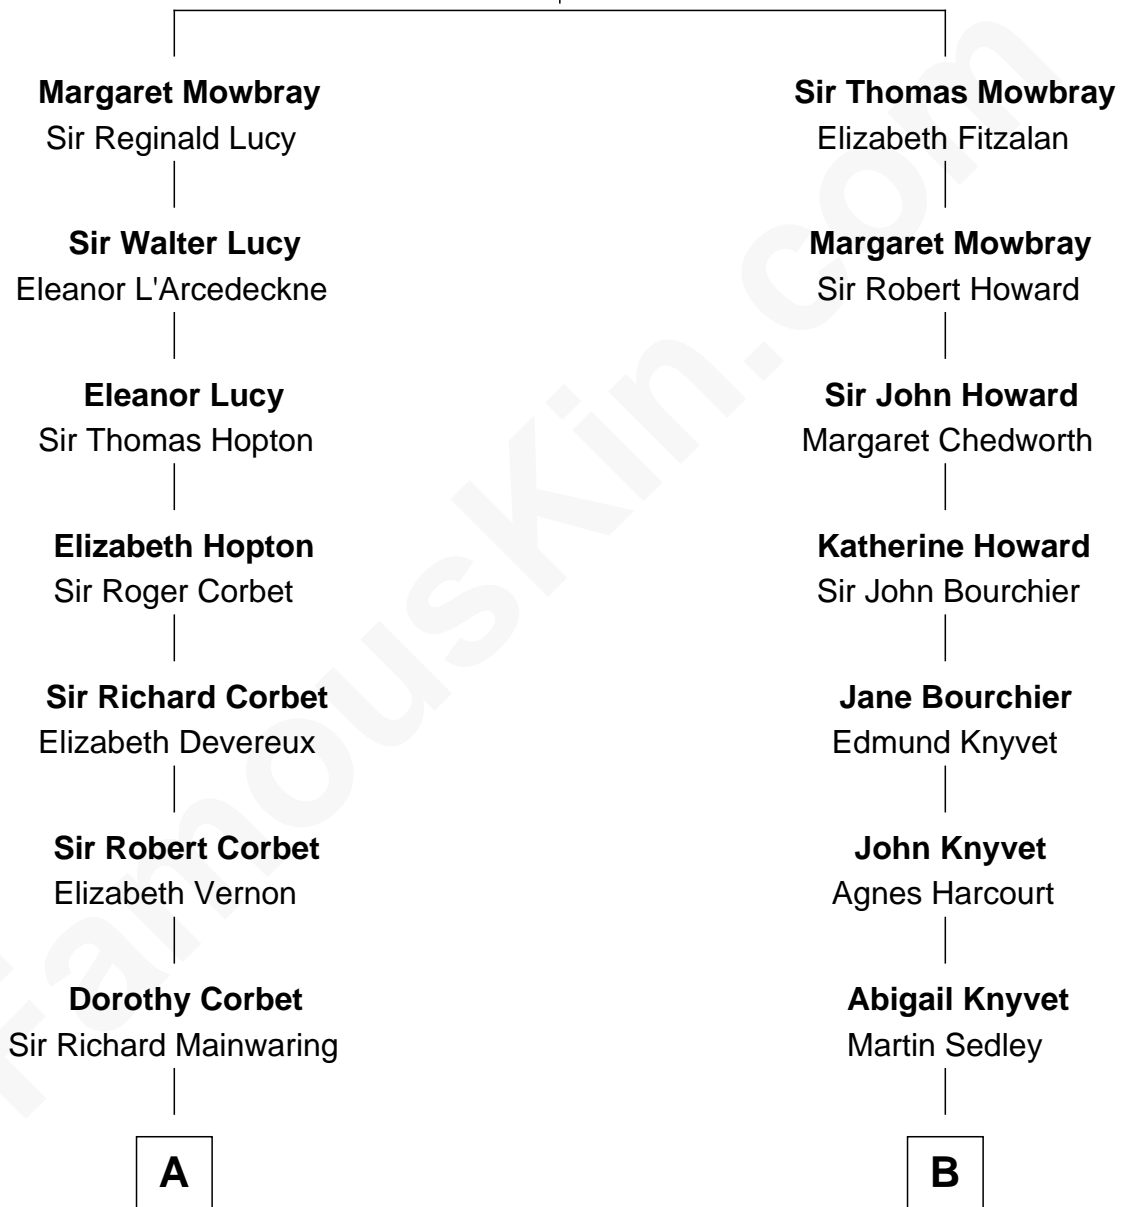 Margaret Mowbray
Sir Reginald Lucy
Sir Thomas Mowbray
Elizabeth Fitzalan
Sir Walter Lucy
Eleanor L'Arcedeckne
Margaret Mowbray
Sir Robert Howard
Eleanor Lucy
Sir Thomas Hopton
Sir John Howard
Margaret Chedworth
Elizabeth Hopton
Sir Roger Corbet
Katherine Howard
Sir John Bourchier
Sir Richard Corbet
Elizabeth Devereux
Jane Bourchier
Edmund Knyvet
Sir Robert Corbet
Elizabeth Vernon
John Knyvet
Agnes Harcourt
Dorothy Corbet
Sir Richard Mainwaring
Abigail Knyvet
Martin Sedley
A
B
FamousKin.com